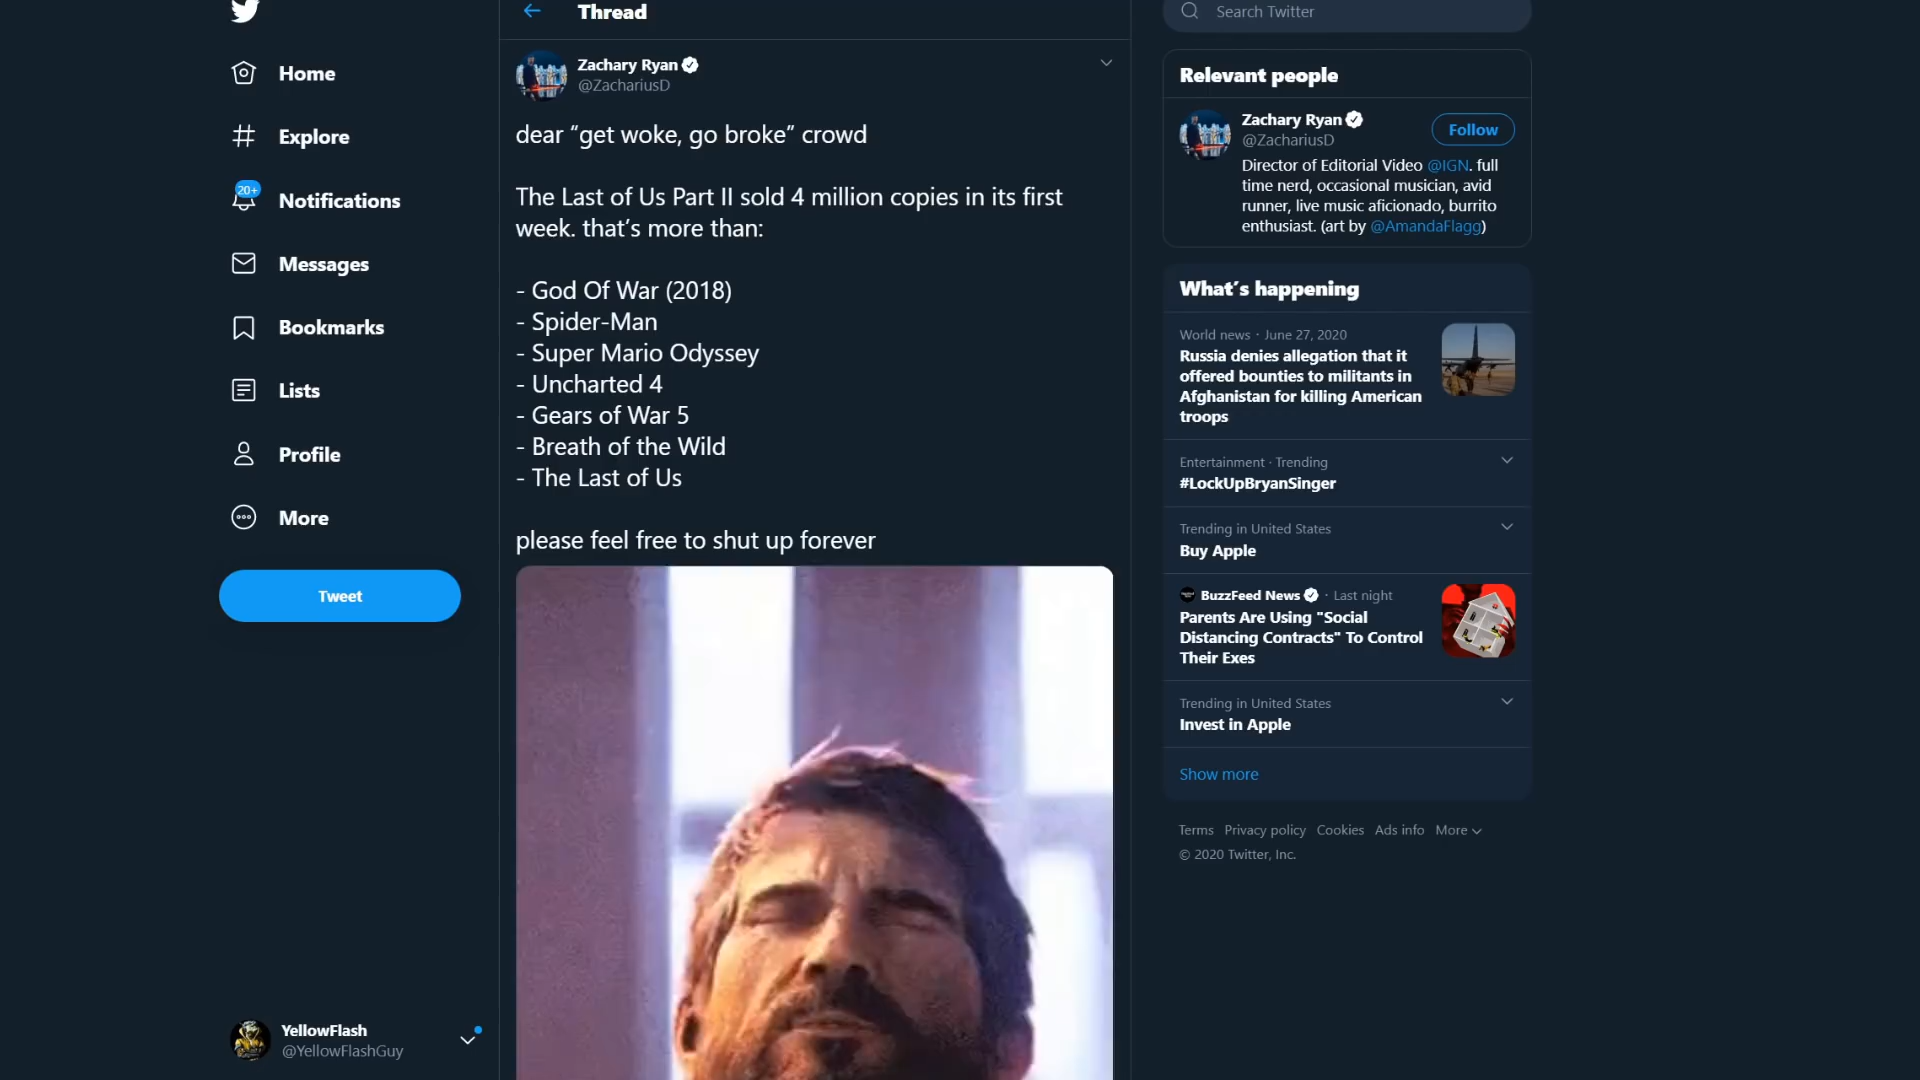 Home
Explore
20+
Notifications
Messages
Bookmarks
Lists
Profile
More
Tweet
YellowFlash
@YellowFlashGuy
Thread
Zachary Ryan
@ZachariusD
dear “get woke, go broke” crowd
The Last of Us Part II sold 4 million copies in its first
week. that’s more than:
- God Of War (2018)
- Spider-Man
- Super Mario Odyssey
- Uncharted 4
- Gears of War 5
- Breath of the Wild
- The Last of Us
please feel free to shut up forever
Search Twitter
Relevant people
Zachary Ryan
@ZachariusD
Follow
Director of Editorial Video @IGN. full
time nerd, occasional musician, avid
runner, live music aficionado, burrito
enthusiast. (art by @AmandaFlagg)
What’s happening
World news · June 27, 2020
Russia denies allegation that it
offered bounties to militants in
Afghanistan for killing American
troops
Entertainment · Trending
#LockUpBryanSinger
Trending in United States
Buy Apple
BuzzFeed News · Last night
Parents Are Using "Social
Distancing Contracts" To Control
Their Exes
Trending in United States
Invest in Apple
Show more
Terms Privacy policy Cookies Ads info More
© 2020 Twitter, Inc.